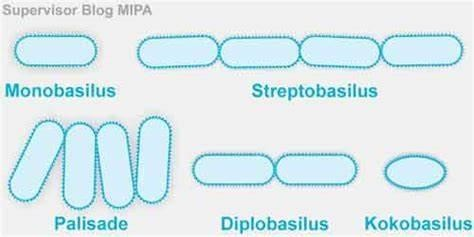 Supervisor Blog MIPA
Monobasilus
Streptobasilus
Palisade
Diplobasilus
Kokobasilus